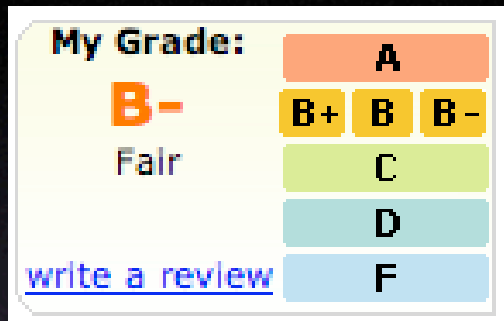 My Grade:
B-
Fair
write a review
A
B+ B B-
C
D
F